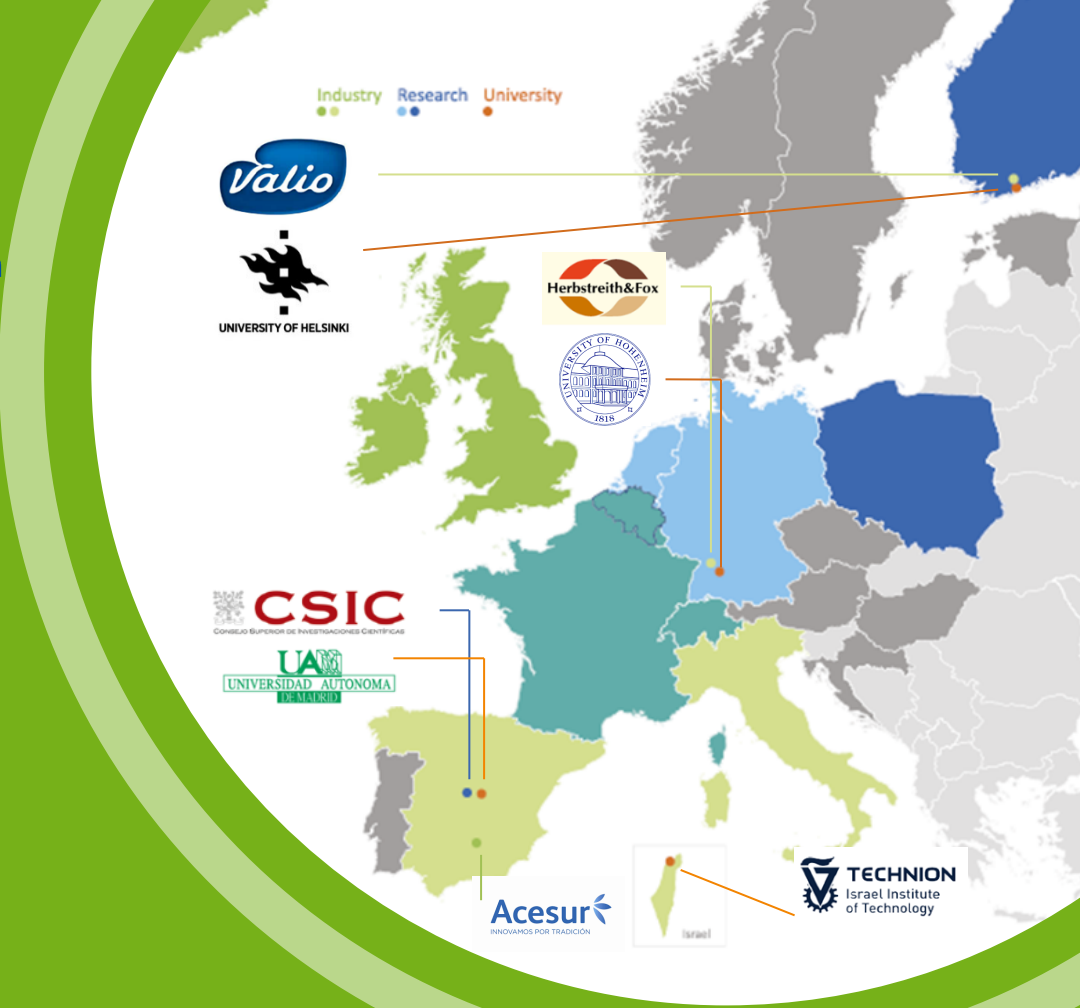 Industry Research University
Valio
UNIVERSITY OF HELSINKI
Herbstreith&Fox
UNIVERSITY OF HOHENHEIM
1818
CSIC
CONSEJO SUPERIOR DE INVESTIGACIONES CIENTÍFICAS
UAM
UNIVERSIDAD AUTONOMA
DE MADRID
Acesur
INNOVAMOS POR TRADICIÓN
Israel
TECHNION
Israel Institute
of Technology